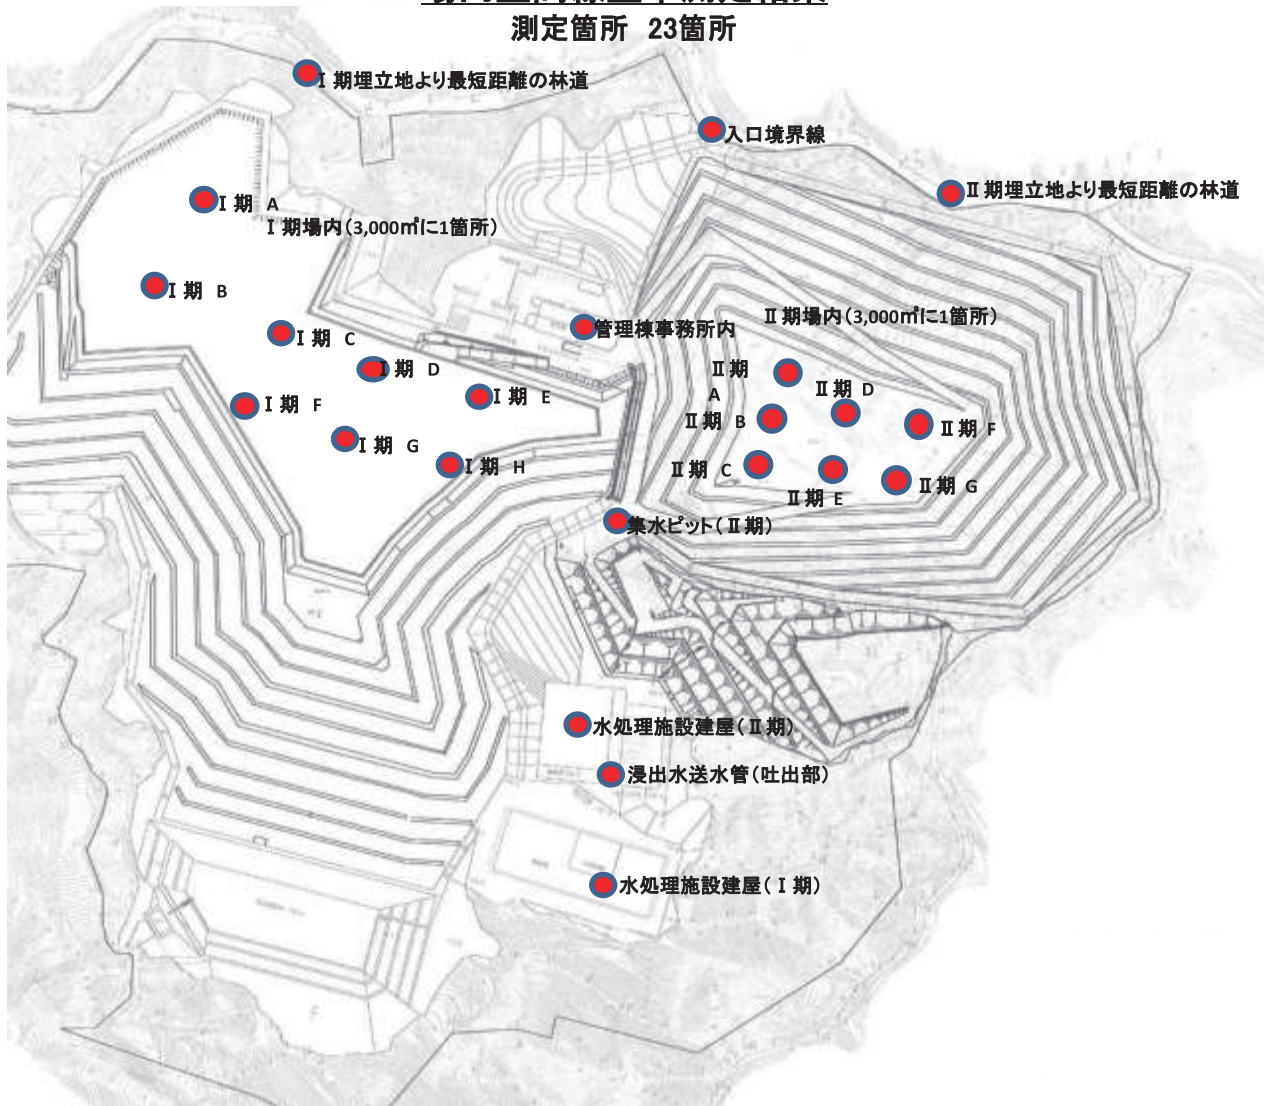 測定箇所 23箇所
Ⅰ期埋立地より最短距離の林道
入口境界線
Ⅱ期埋立地より最短距離の林道
Ⅰ期 A
Ⅰ期場内(3,000㎡に1箇所)
Ⅰ期 B
Ⅱ期場内(3,000㎡に1箇所)
管理棟事務所内
Ⅰ期 C
Ⅰ期 D
Ⅱ期
A
Ⅱ期 D
Ⅰ期 E
Ⅰ期 F
Ⅱ期 B
Ⅱ期 F
Ⅰ期 G
Ⅰ期 H
Ⅱ期 C
Ⅱ期 E
Ⅱ期 G
集水ピット(Ⅱ期)
水処理施設建屋(Ⅱ期)
浸出水送水管(吐出部)
水処理施設建屋(Ⅰ期)